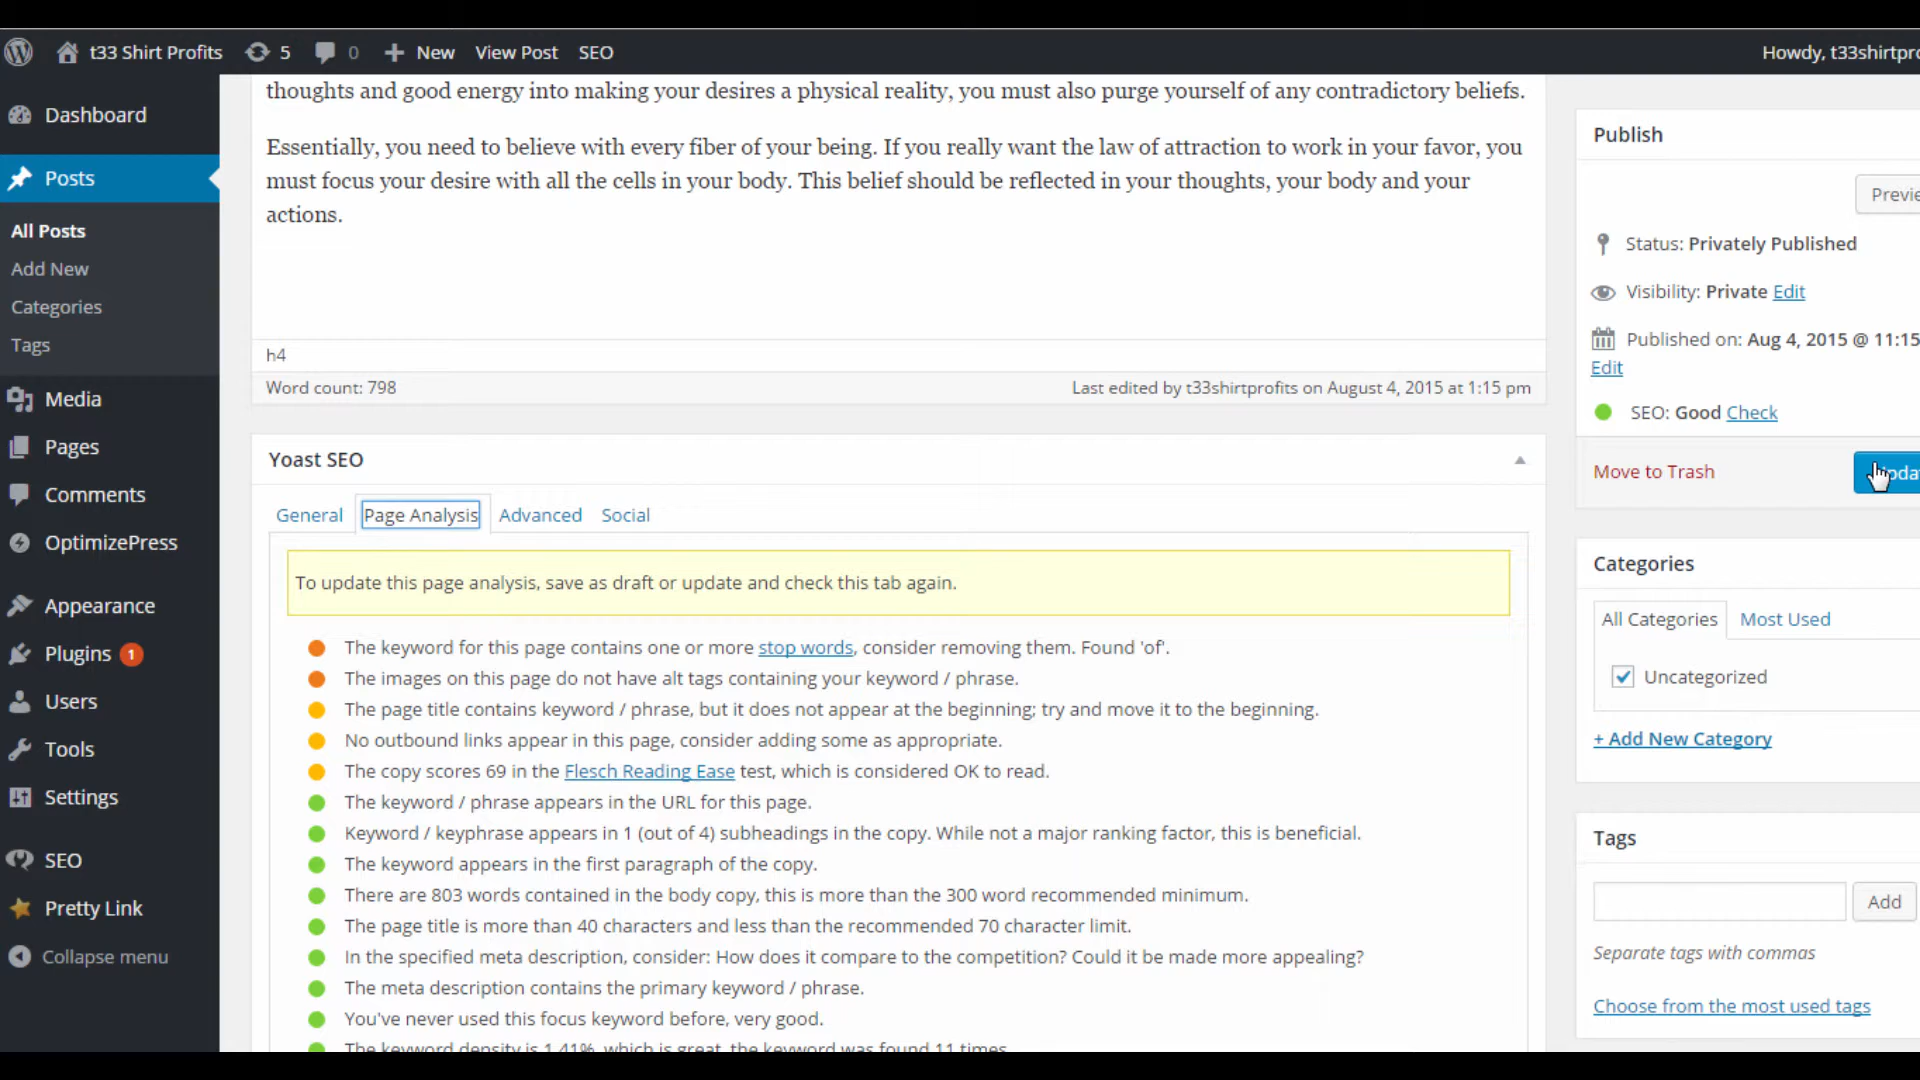 t33 Shirt Profits 5 0 New View Post SEO Howdy, t33shirtpro
Dashboard
Posts
All Posts
Add New
Categories
Tags
Media
Pages
Comments
OptimizePress
Appearance
Plugins 1
Users
Tools
Settings
SEO
Pretty Link
Collapse menu
thoughts and good energy into making your desires a physical reality, you must also purge yourself of any contradictory beliefs.
Essentially, you need to believe with every fiber of your being. If you really want the law of attraction to work in your favor, you
must focus your desire with all the cells in your body. This belief should be reflected in your thoughts, your body and your
actions.
h4
Word count: 798 Last edited by t33shirtprofits on August 4, 2015 at 1:15 pm
Yoast SEO
General Page Analysis Advanced Social
To update this page analysis, save as draft or update and check this tab again.
The keyword for this page contains one or more stop words, consider removing them. Found 'of'.
The images on this page do not have alt tags containing your keyword / phrase.
The page title contains keyword / phrase, but it does not appear at the beginning; try and move it to the beginning.
No outbound links appear in this page, consider adding some as appropriate.
The copy scores 69 in the Flesch Reading Ease test, which is considered OK to read.
The keyword / phrase appears in the URL for this page.
Keyword / keyphrase appears in 1 (out of 4) subheadings in the copy. While not a major ranking factor, this is beneficial.
The keyword appears in the first paragraph of the copy.
There are 803 words contained in the body copy, this is more than the 300 word recommended minimum.
The page title is more than 40 characters and less than the recommended 70 character limit.
In the specified meta description, consider: How does it compare to the competition? Could it be made more appealing?
The meta description contains the primary keyword / phrase.
You've never used this focus keyword before, very good.
The keyword density is 1.41%, which is great, the keyword was found 11 times.
Publish
Previe
Status: Privately Published
Visibility: Private Edit
Published on: Aug 4, 2015 @ 11:15
Edit
SEO: Good Check
Move to Trash
Categories
All Categories Most Used
Uncategorized
+ Add New Category
Tags
Add
Separate tags with commas
Choose from the most used tags